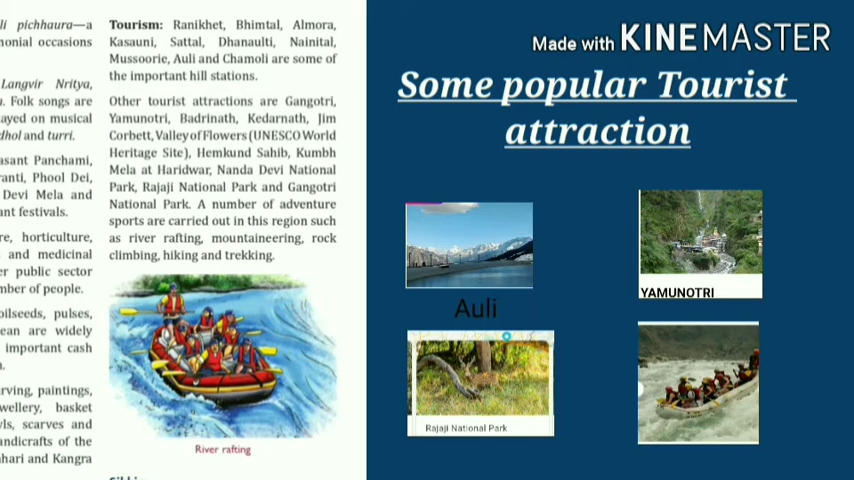 li pichhaura—a
monial occasions
Langvir Nritya,
Folk songs are
ayed on musical
dhol and turri.
asant Panchami,
anti, Phool Dei,
Devi Mela and
ant festivals.
re, horticulture,
and medicinal
er public sector
mber of people.
oilseeds, pulses,
ean are widely
important cash
rving, paintings,
wellery, basket
ls, scarves and
andicrafts of the
hari and Kangra
Tourism: Ranikhet, Bhimtal, Almora,
Kasauni, Sattal, Dhanaulti, Nainital,
Mussoorie, Auli and Chamoli are some of
the important hill stations.
Other tourist attractions are Gangotri,
Yamunotri, Badrinath, Kedarnath, Jim
Corbett, Valley of Flowers (UNESCO World
Heritage Site), Hemkund Sahib, Kumbh
Mela at Haridwar, Nanda Devi National
Park, Rajaji National Park and Gangotri
National Park. A number of adventure
sports are carried out in this region such
as river rafting, mountaineering, rock
climbing, hiking and trekking.
River rafting
Made with KINEMASTER
Some popular Tourist
attraction
Auli
YAMUNOTRI
Rajaji National Park